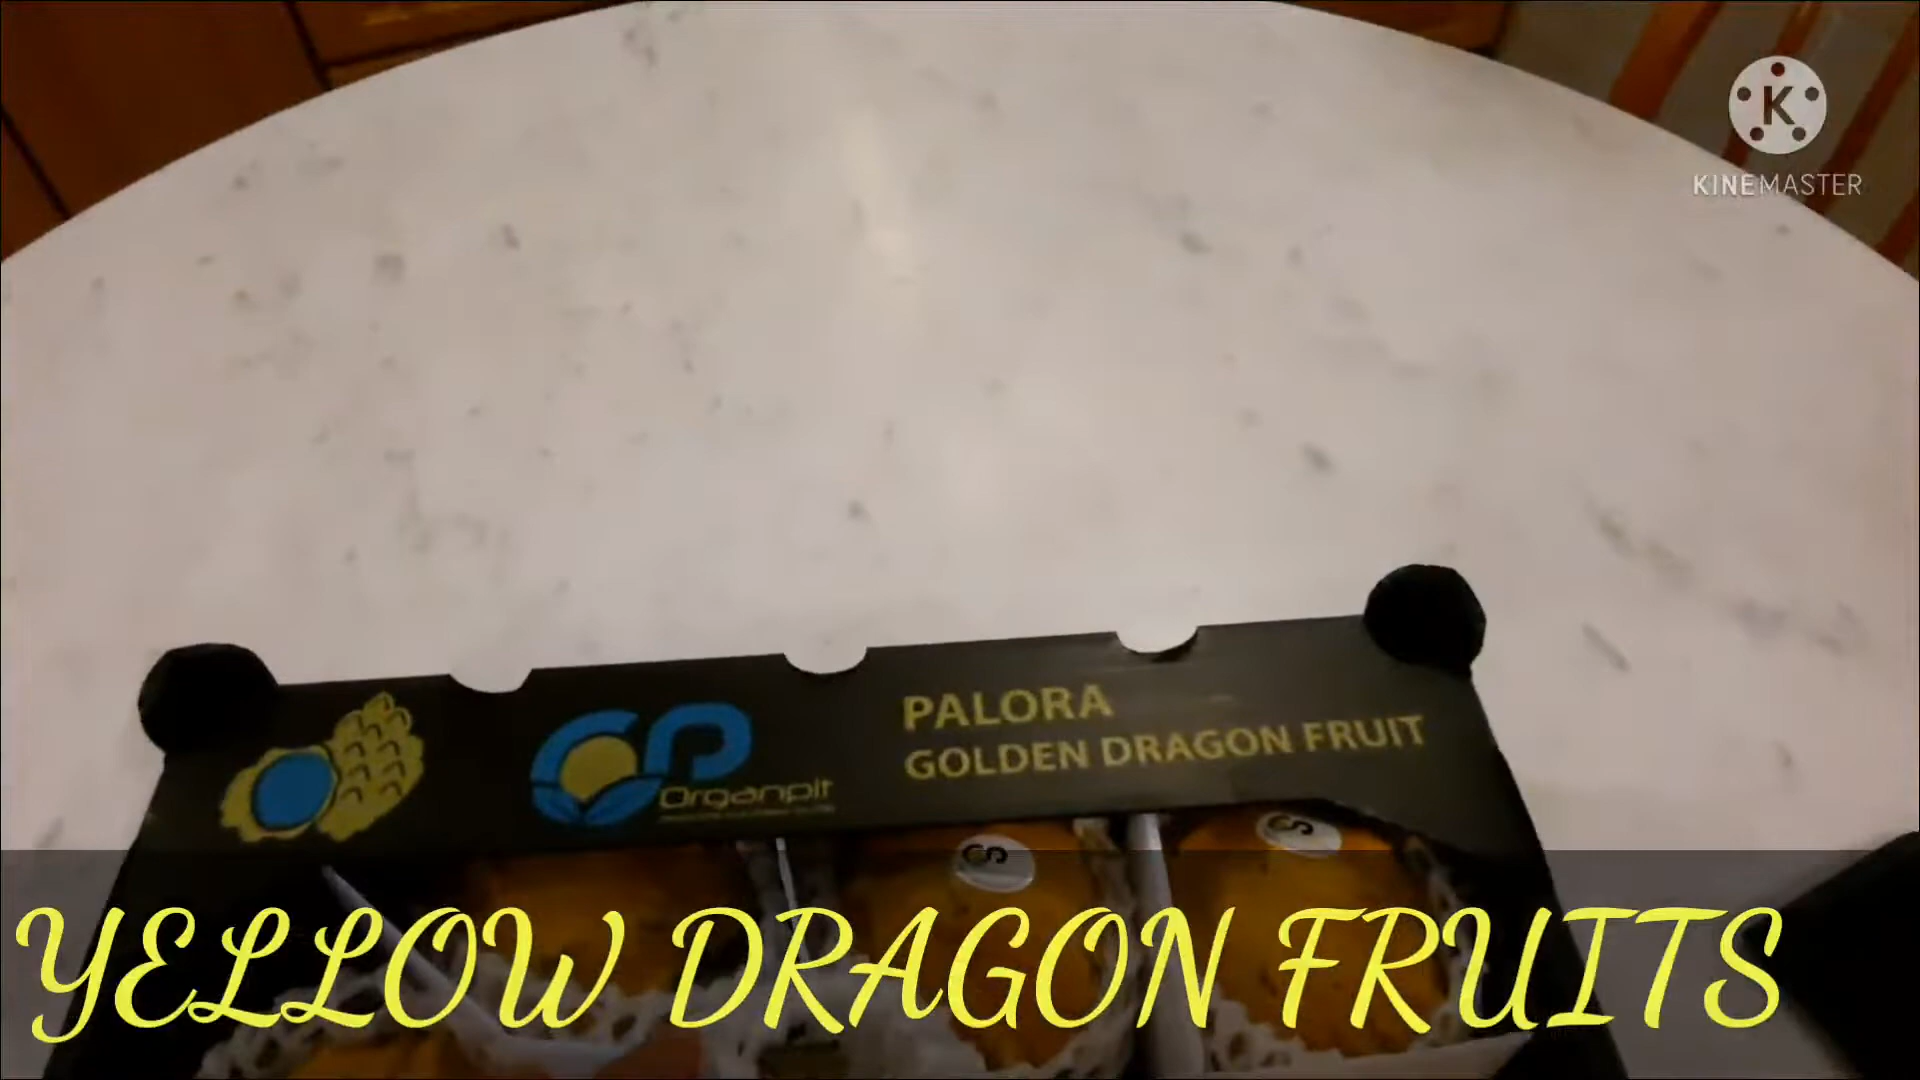 K
KINEMASTER
PALORA
GOLDEN DRAGON FRUIT
Organpit
YELLOW DRAGON FRUITS